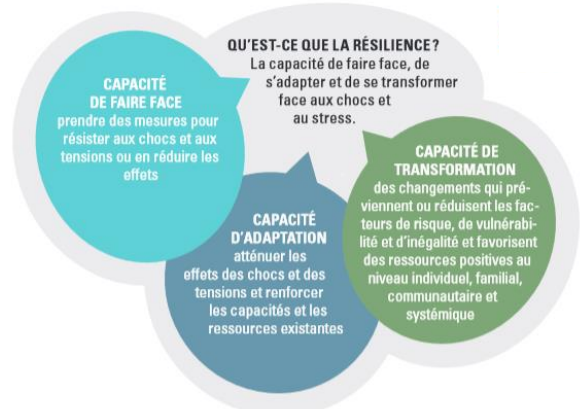 QU'EST-CE QUE LA RÉSILIENCE?
La capacité de faire face, de
s'adapter et de se transformer
face aux chocs et
au stress.
CAPACITÉ
DE FAIRE FACE
prendre des mesures pour
résister aux chocs et aux
tensions ou en réduire les
effets
CAPACITÉ
D'ADAPTATION
atténuer les
effets des chocs et des
tensions et renforcer
les capacités et les
ressources existantes
CAPACITÉ DE
TRANSFORMATION
des changements qui pré-
viennent ou réduisent les fac-
teurs de risque, de vulnérabi-
lité et d'inégalité et favorisent
des ressources positives au
niveau individuel, familial,
communautaire et
systémique